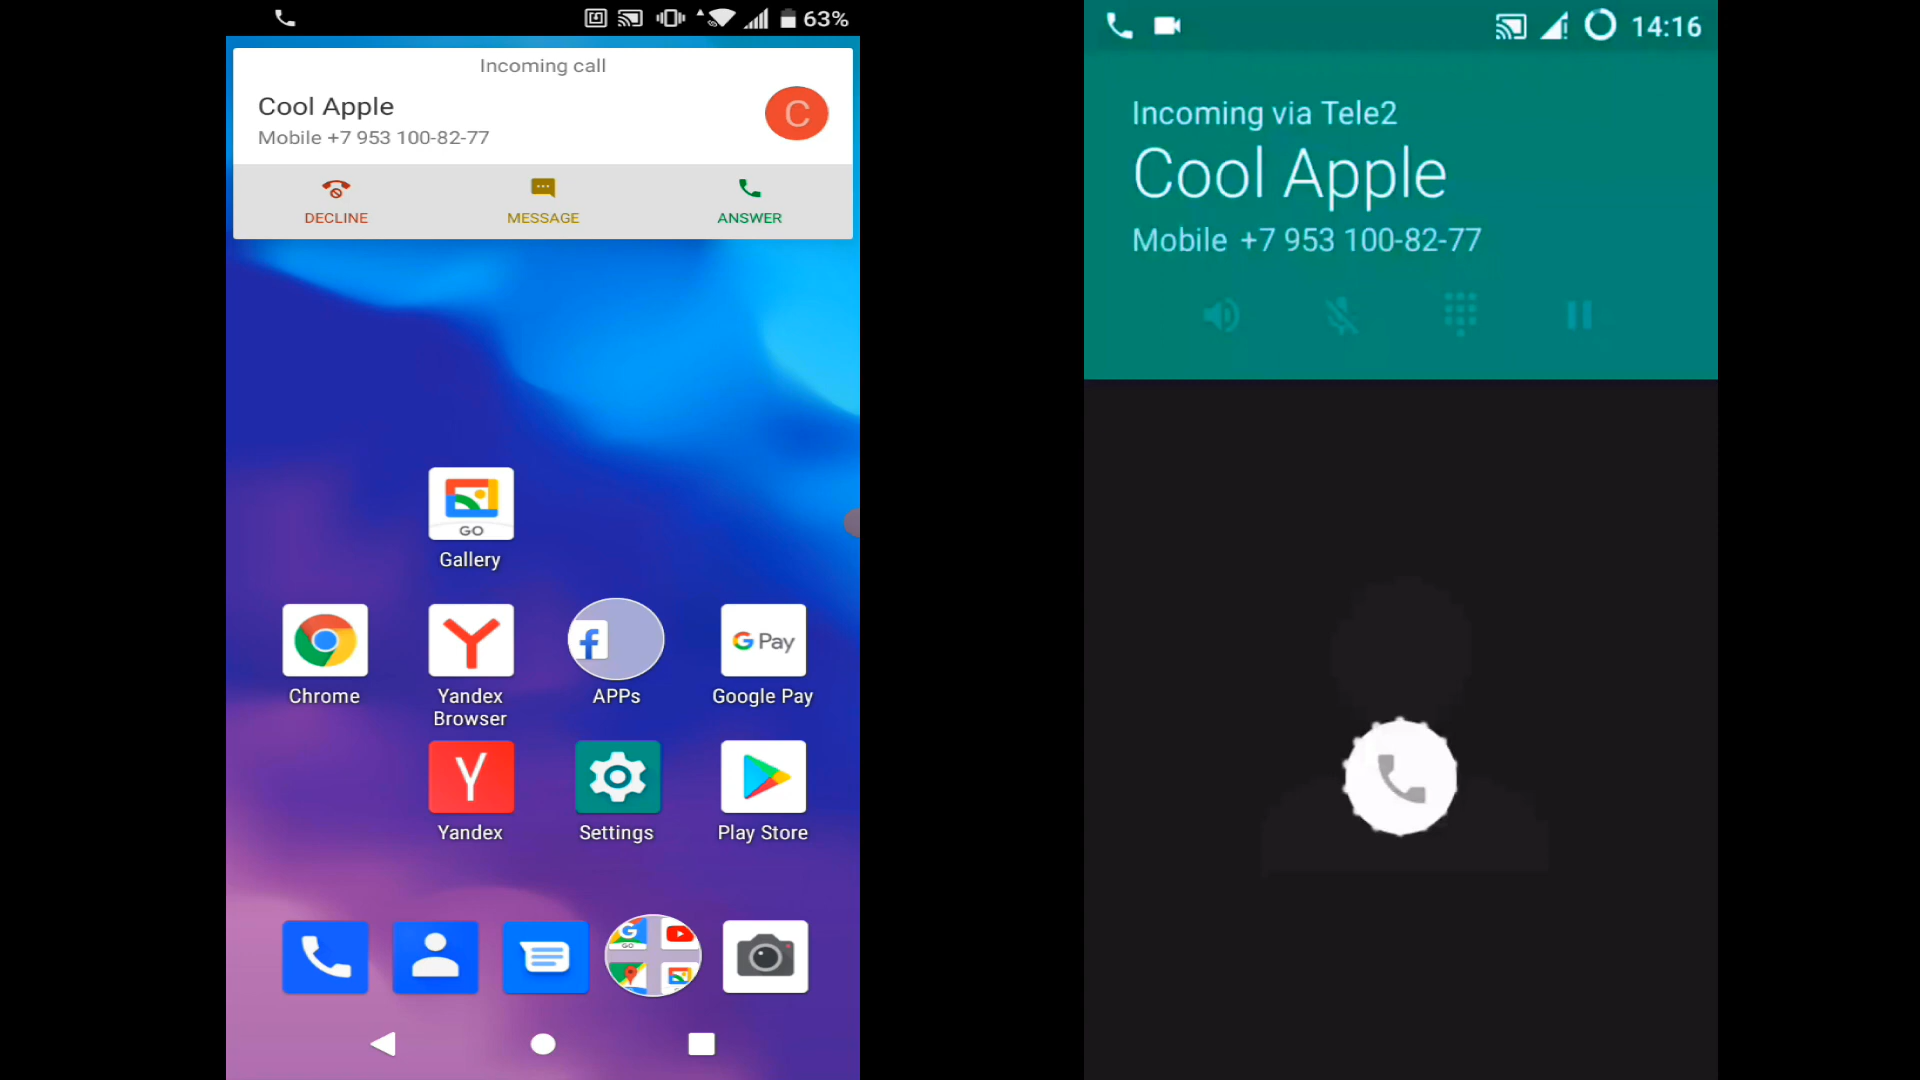 63%
Incoming call
Cool Apple
C
Mobile +7 953 100-82-77
DECLINE
MESSAGE
ANSWER
GO
Gallery
G Pay
Chrome
Yandex
Browser
APPs
Google Pay
Yandex
Settings
Play Store
GO
14:16
Incoming via Tele2
Cool Apple
Mobile +7 953 100-82-77